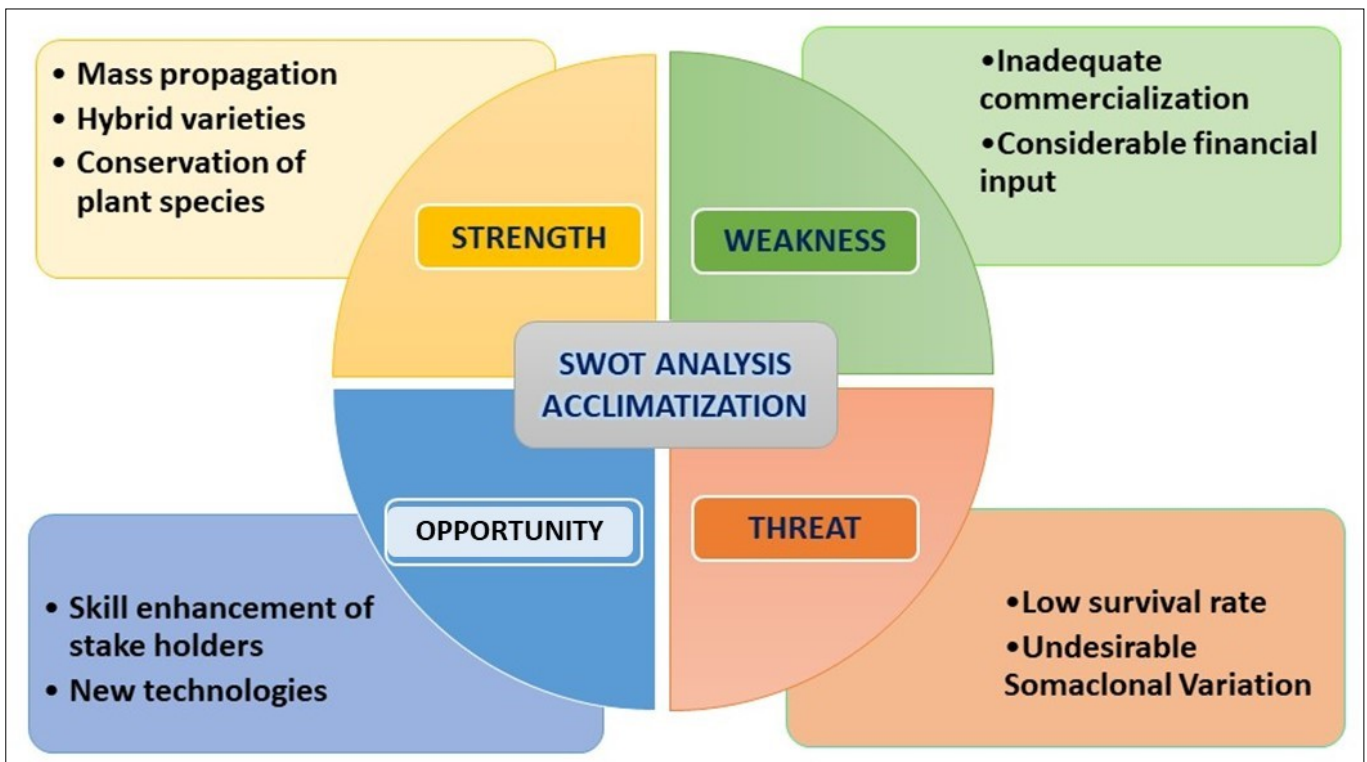 • Mass propagation
• Hybrid varieties
• Conservation of
plant species
STRENGTH
•Inadequate
commercialization
•Considerable financial
input
WEAKNESS
SWOT ANALYSIS
ACCLIMATIZATION
OPPORTUNITY
• Skill enhancement of
stake holders
• New technologies
THREAT
•Low survival rate
•Undesirable
Somaclonal Variation